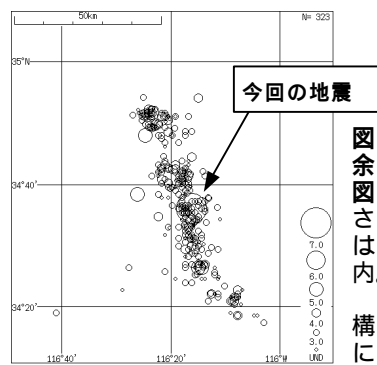 50km
N= 323
35°N
今回の地震
34°40'
34°20'
116°40'
116°20'
116°W
7.0
6.0
5.0
4.0
3.0
UND
図
余
図
さ
は
内。
構
に